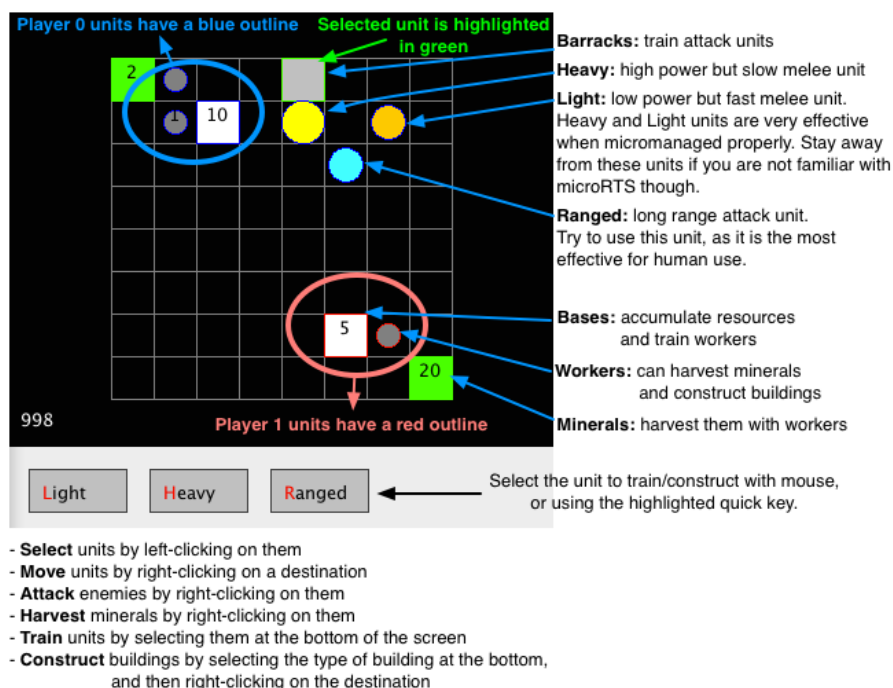 Player 0 units have a blue outline
Selected unit is highlighted
in green
2
1
10
5
20
998
Player 1 units have a red outline
Barracks: train attack units
Heavy: high power but slow melee unit
Light: low power but fast melee unit.
Heavy and Light units are very effective
when micromanaged properly. Stay away
from these units if you are not familiar with
microRTS though.
Ranged: long range attack unit.
Try to use this unit, as it is the most
effective for human use.
Bases: accumulate resources
and train workers
Workers: can harvest minerals
and construct buildings
Minerals: harvest them with workers
Light
Heavy
Ranged
Select the unit to train/construct with mouse,
or using the highlighted quick key.
- Select units by left-clicking on them
- Move units by right-clicking on a destination
- Attack enemies by right-clicking on them
- Harvest minerals by right-clicking on them
- Train units by selecting them at the bottom of the screen
- Construct buildings by selecting the type of building at the bottom,
and then right-clicking on the destination